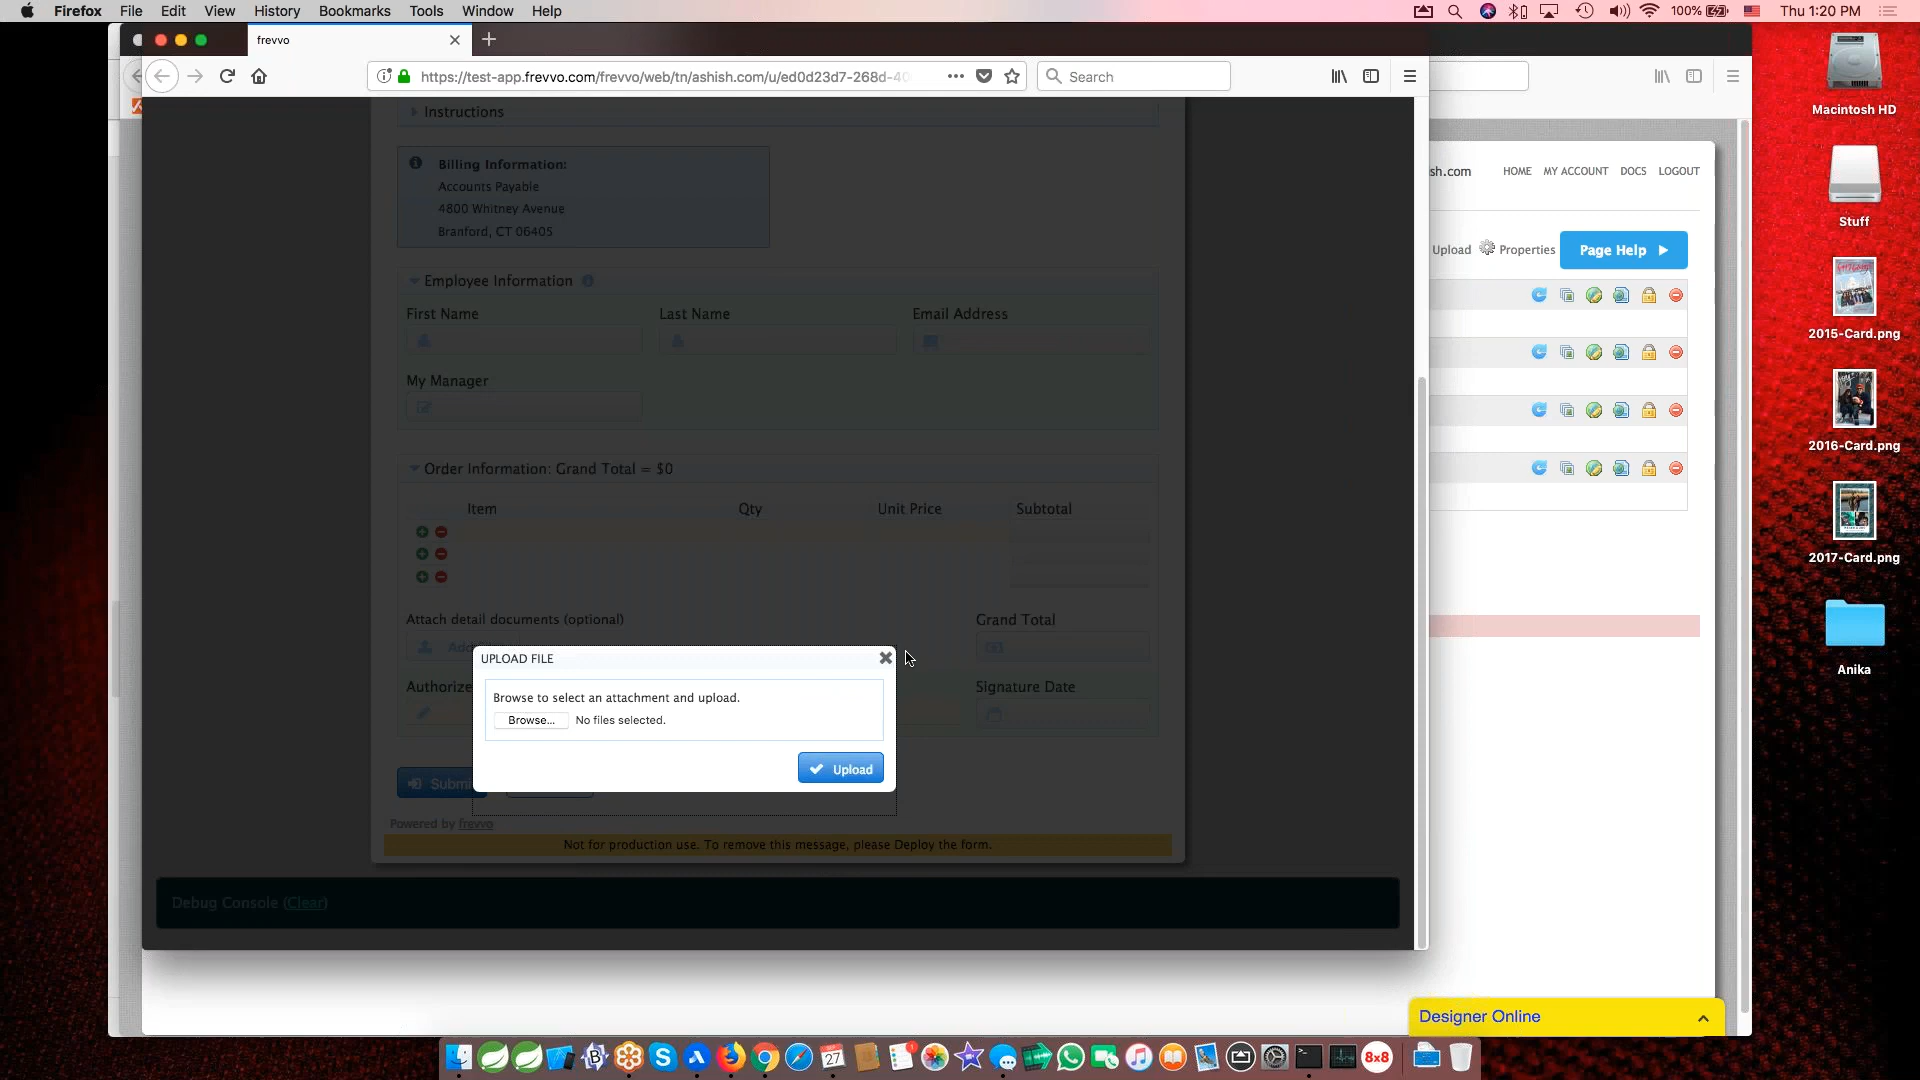 Firefox File Edit View History Bookmarks Tools Window Help
100% Thu 1:20 PM
frevvo
https://test-app.frevvo.com/frevvo/web/tn/ashish.com/u/ed0d23d7-268d-40
Search
Instructions
Billing Information:
Accounts Payable
4800 Whitney Avenue
Branford, CT 06405
Employee Information
First Name Last Name Email Address
My Manager
Order Information: Grand Total = $0
Item Qty Unit Price Subtotal
Attach detail documents (optional) Grand Total
UPLOAD FILE
Browse to select an attachment and upload.
Browse... No files selected.
Upload
Signature Date
Powered by frevvo
Not for production use. To remove this message, please Deploy the form.
Debug Console (Clear)
sh.com HOME MY ACCOUNT DOCS LOGOUT
Upload Properties Page Help
Designer Online
Macintosh HD
Stuff
2015-Card.png
2016-Card.png
2017-Card.png
Anika
27
1
8x8